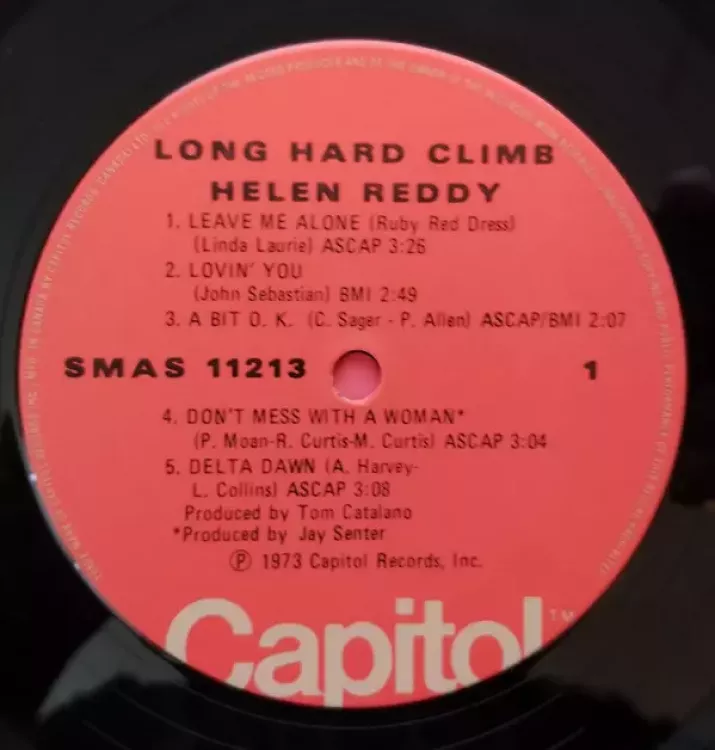 LONG HARD CLIMB
HELEN REDDY
1. LEAVE ME ALONE (Ruby Red Dress)
(Linda Laurie) ASCAP 3:26
2. LOVIN' YOU
(John Sebastian) BMI 2:49
3. A BIT O.K. (C. Sager - P. Allen) ASCAP/BMI 2:07
SMAS 11213 1
4. DON'T MESS WITH A WOMAN*
(P. Moan-R. Curtis-M. Curtis) ASCAP 3:04
5. DELTA DAWN (A. Harvey-
L. Collins) ASCAP 3:08
Produced by Tom Catalano
*Produced by Jay Senter
Ⓟ 1973 Capitol Records, Inc.
Capitol TM